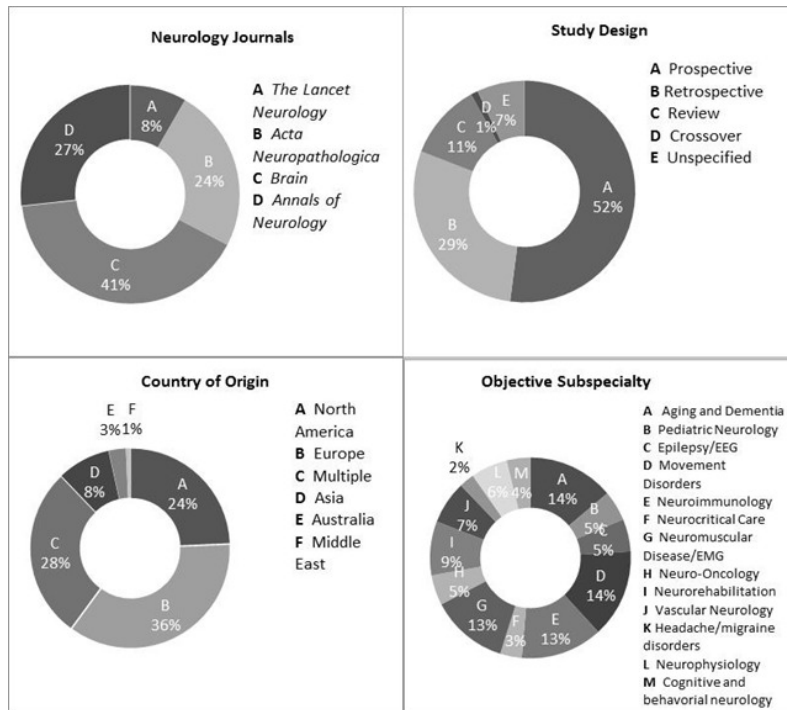 Neurology Journals
A The Lancet
Neurology
B Acta
Neuropathologica
C Brain
D Annals of
Neurology
A
8%
B
24%
C
41%
D
27%
Study Design
A Prospective
B Retrospective
C Review
D Crossover
E Unspecified
A
52%
B
29%
C
11%
D
1%
E
7%
Country of Origin
A North
America
B Europe
C Multiple
D Asia
E Australia
F Middle
East
A
24%
B
36%
C
28%
D
8%
E
3%
F
1%
Objective Subspecialty
A Aging and Dementia
B Pediatric Neurology
C Epilepsy/EEG
D Movement
Disorders
E Neuroimmunology
F Neurocritical Care
G Neuromuscular
Disease/EMG
H Neuro-Oncology
I Neurorehabilitation
J Vascular Neurology
K Headache/migraine
disorders
L Neurophysiology
M Cognitive and
behavorial neurology
A
14%
B
5%
C
5%
D
14%
E
13%
F
3%
G
13%
H
5%
I
9%
J
7%
K
2%
L
6%
M
4%